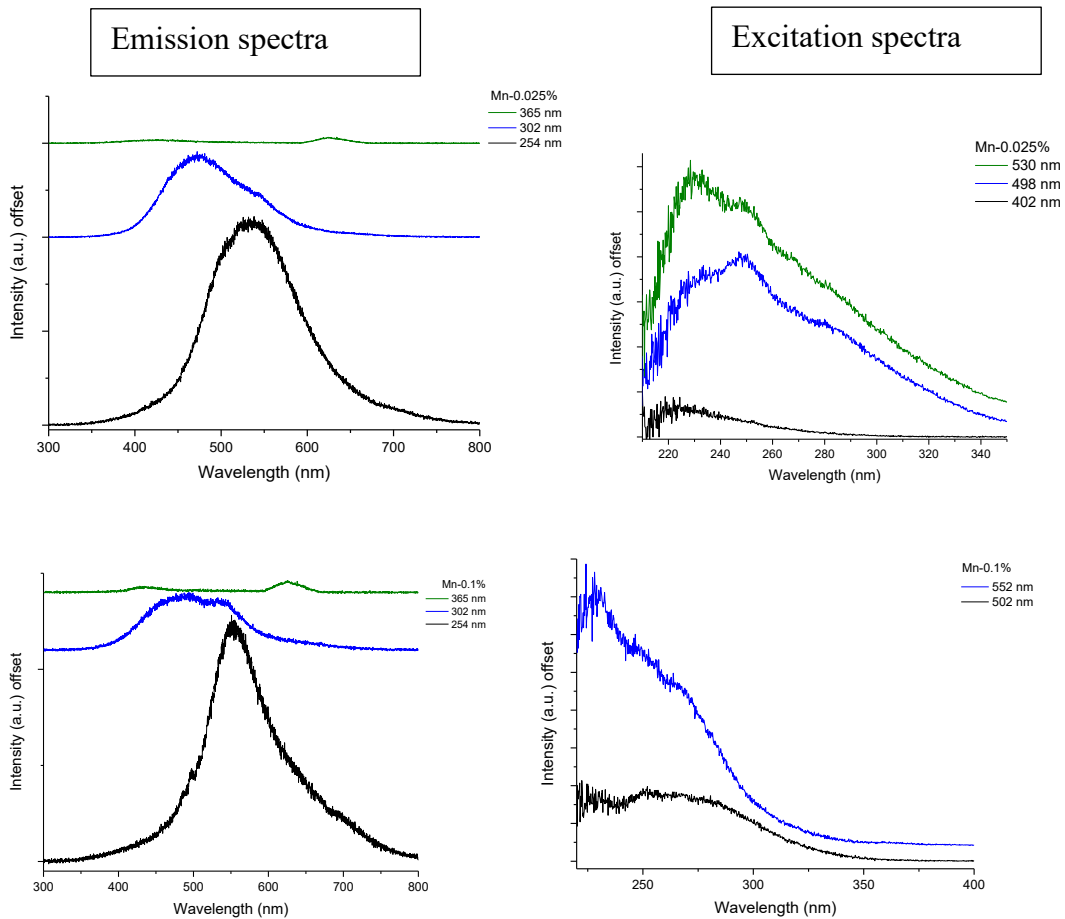 Emission spectra
Excitation spectra
Mn-0.025%
365 nm
302 nm
254 nm
Intensity (a.u.) offset
300 400 500 600 700 800
Wavelength (nm)
Mn-0.025%
530 nm
498 nm
402 nm
Intensity (a.u.) offset
220 240 260 280 300 320 340
Wavelength (nm)
Mn-0.1%
365 nm
302 nm
254 nm
Intensity (a.u.) offset
300 400 500 600 700 800
Wavelength (nm)
Mn-0.1%
552 nm
502 nm
Intensity (a.u.) offset
250 300 350 400
Wavelength (nm)